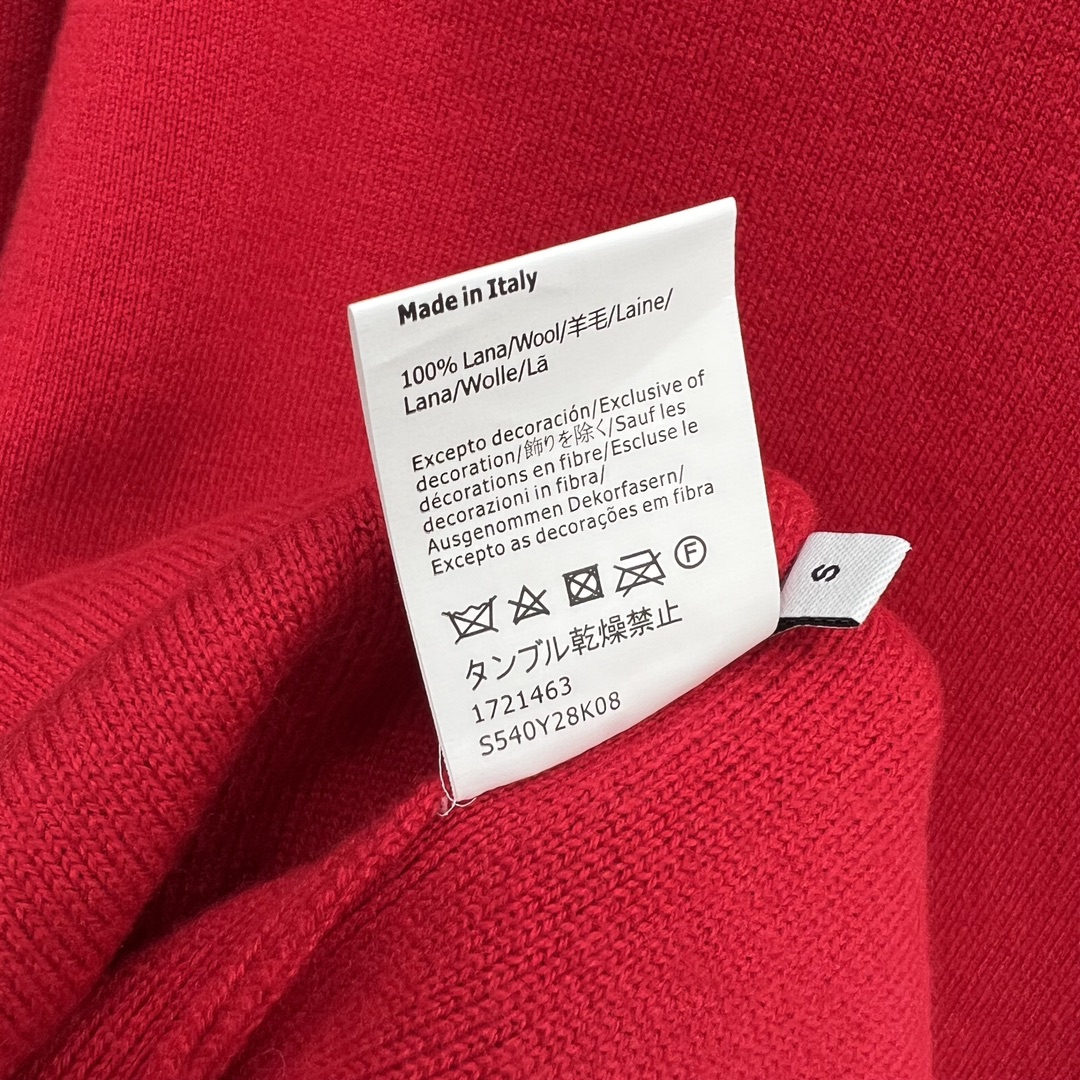 Made in Italy
100% Lana/Wool/羊毛/Laine/
Lana/Wolle/Lã
Excepto decoración/Exclusive of
decoration/飾りを除く/Sauf les
décorations en fibre/Escluse le
decorazioni in fibra/
Ausgenommen Dekorfasern/
Excepto as decorações em fibra
F
タンブル乾燥禁止
1721463
S540Y28K08
S